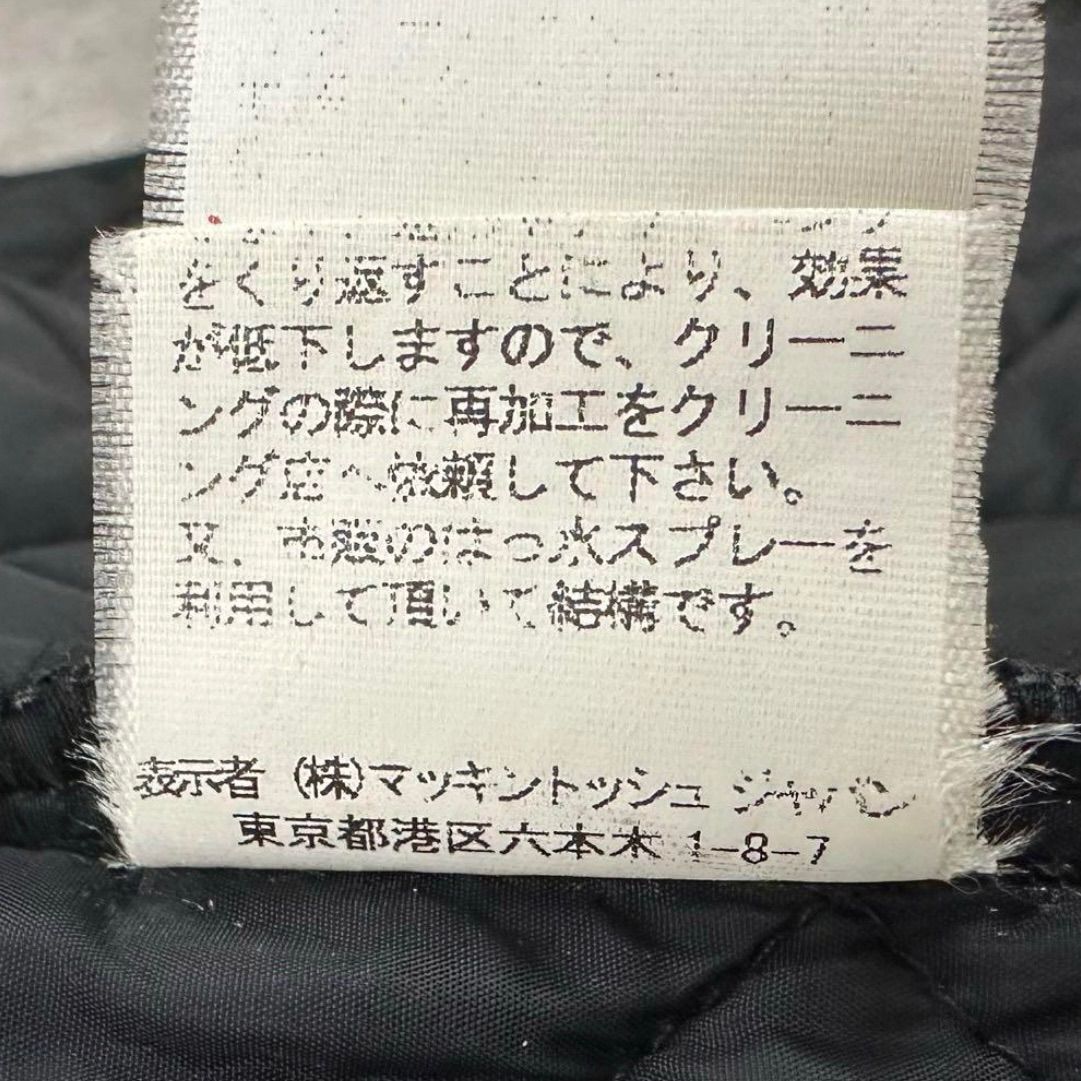 をくり返すことにより、効果
が低下しますので、クリーニ
ングの際に再加工をクリーニ
ング店へ依頼して下さい。
又、市販のはっ水スプレーを
利用して頂いて結構です。
表示者 (株)マッキントッシュ ジャパン
東京都港区六本木 1-8-7